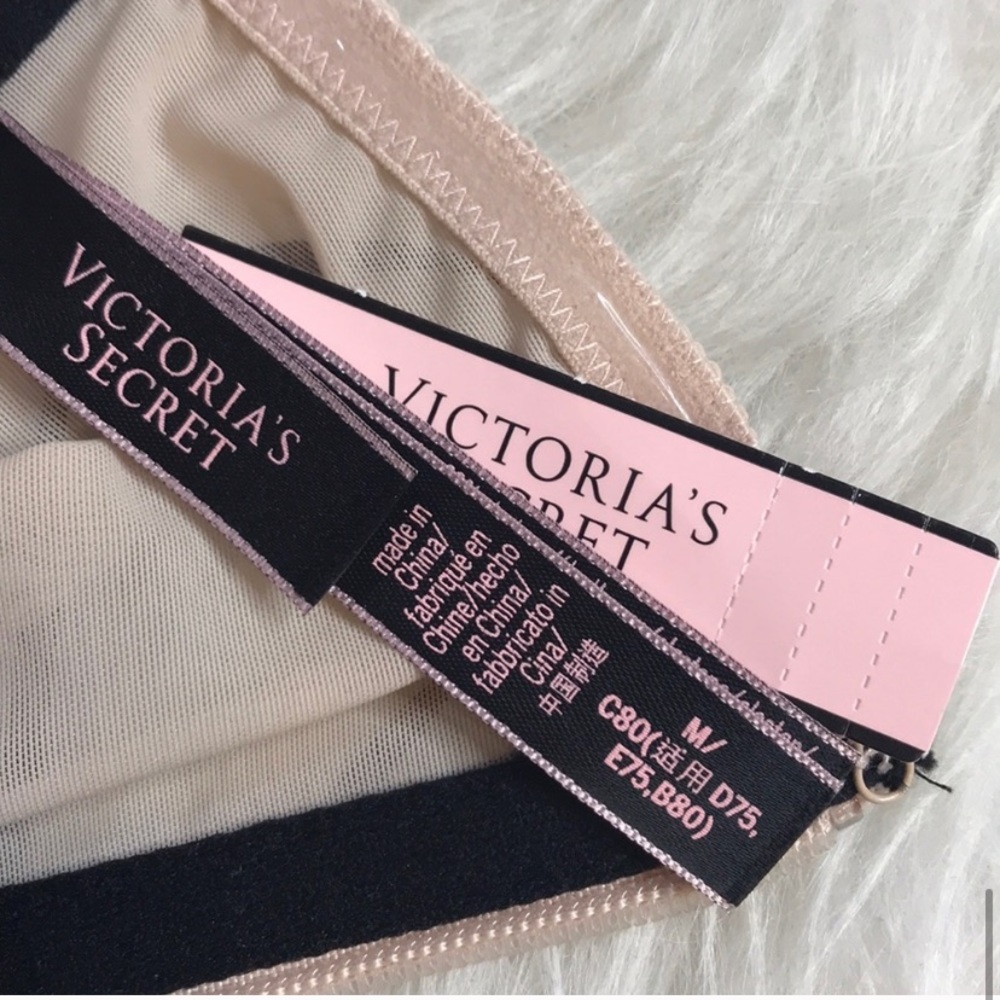 VICTORIA'S
SECRET
VICTORIA'S
made in
China/
fabriqué en
Chine/hecho
en China/
fabbricato in
Cina/
中国制造
M/
C80(适用 D75,
E75,B80)